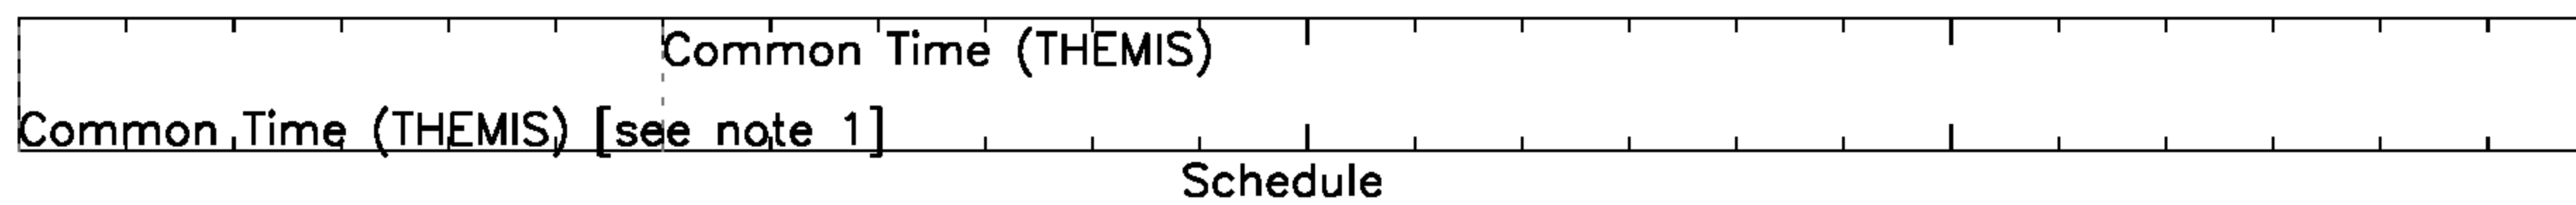 Common Time (THEMIS)
Common Time (THEMIS) [see note 1]
Schedule